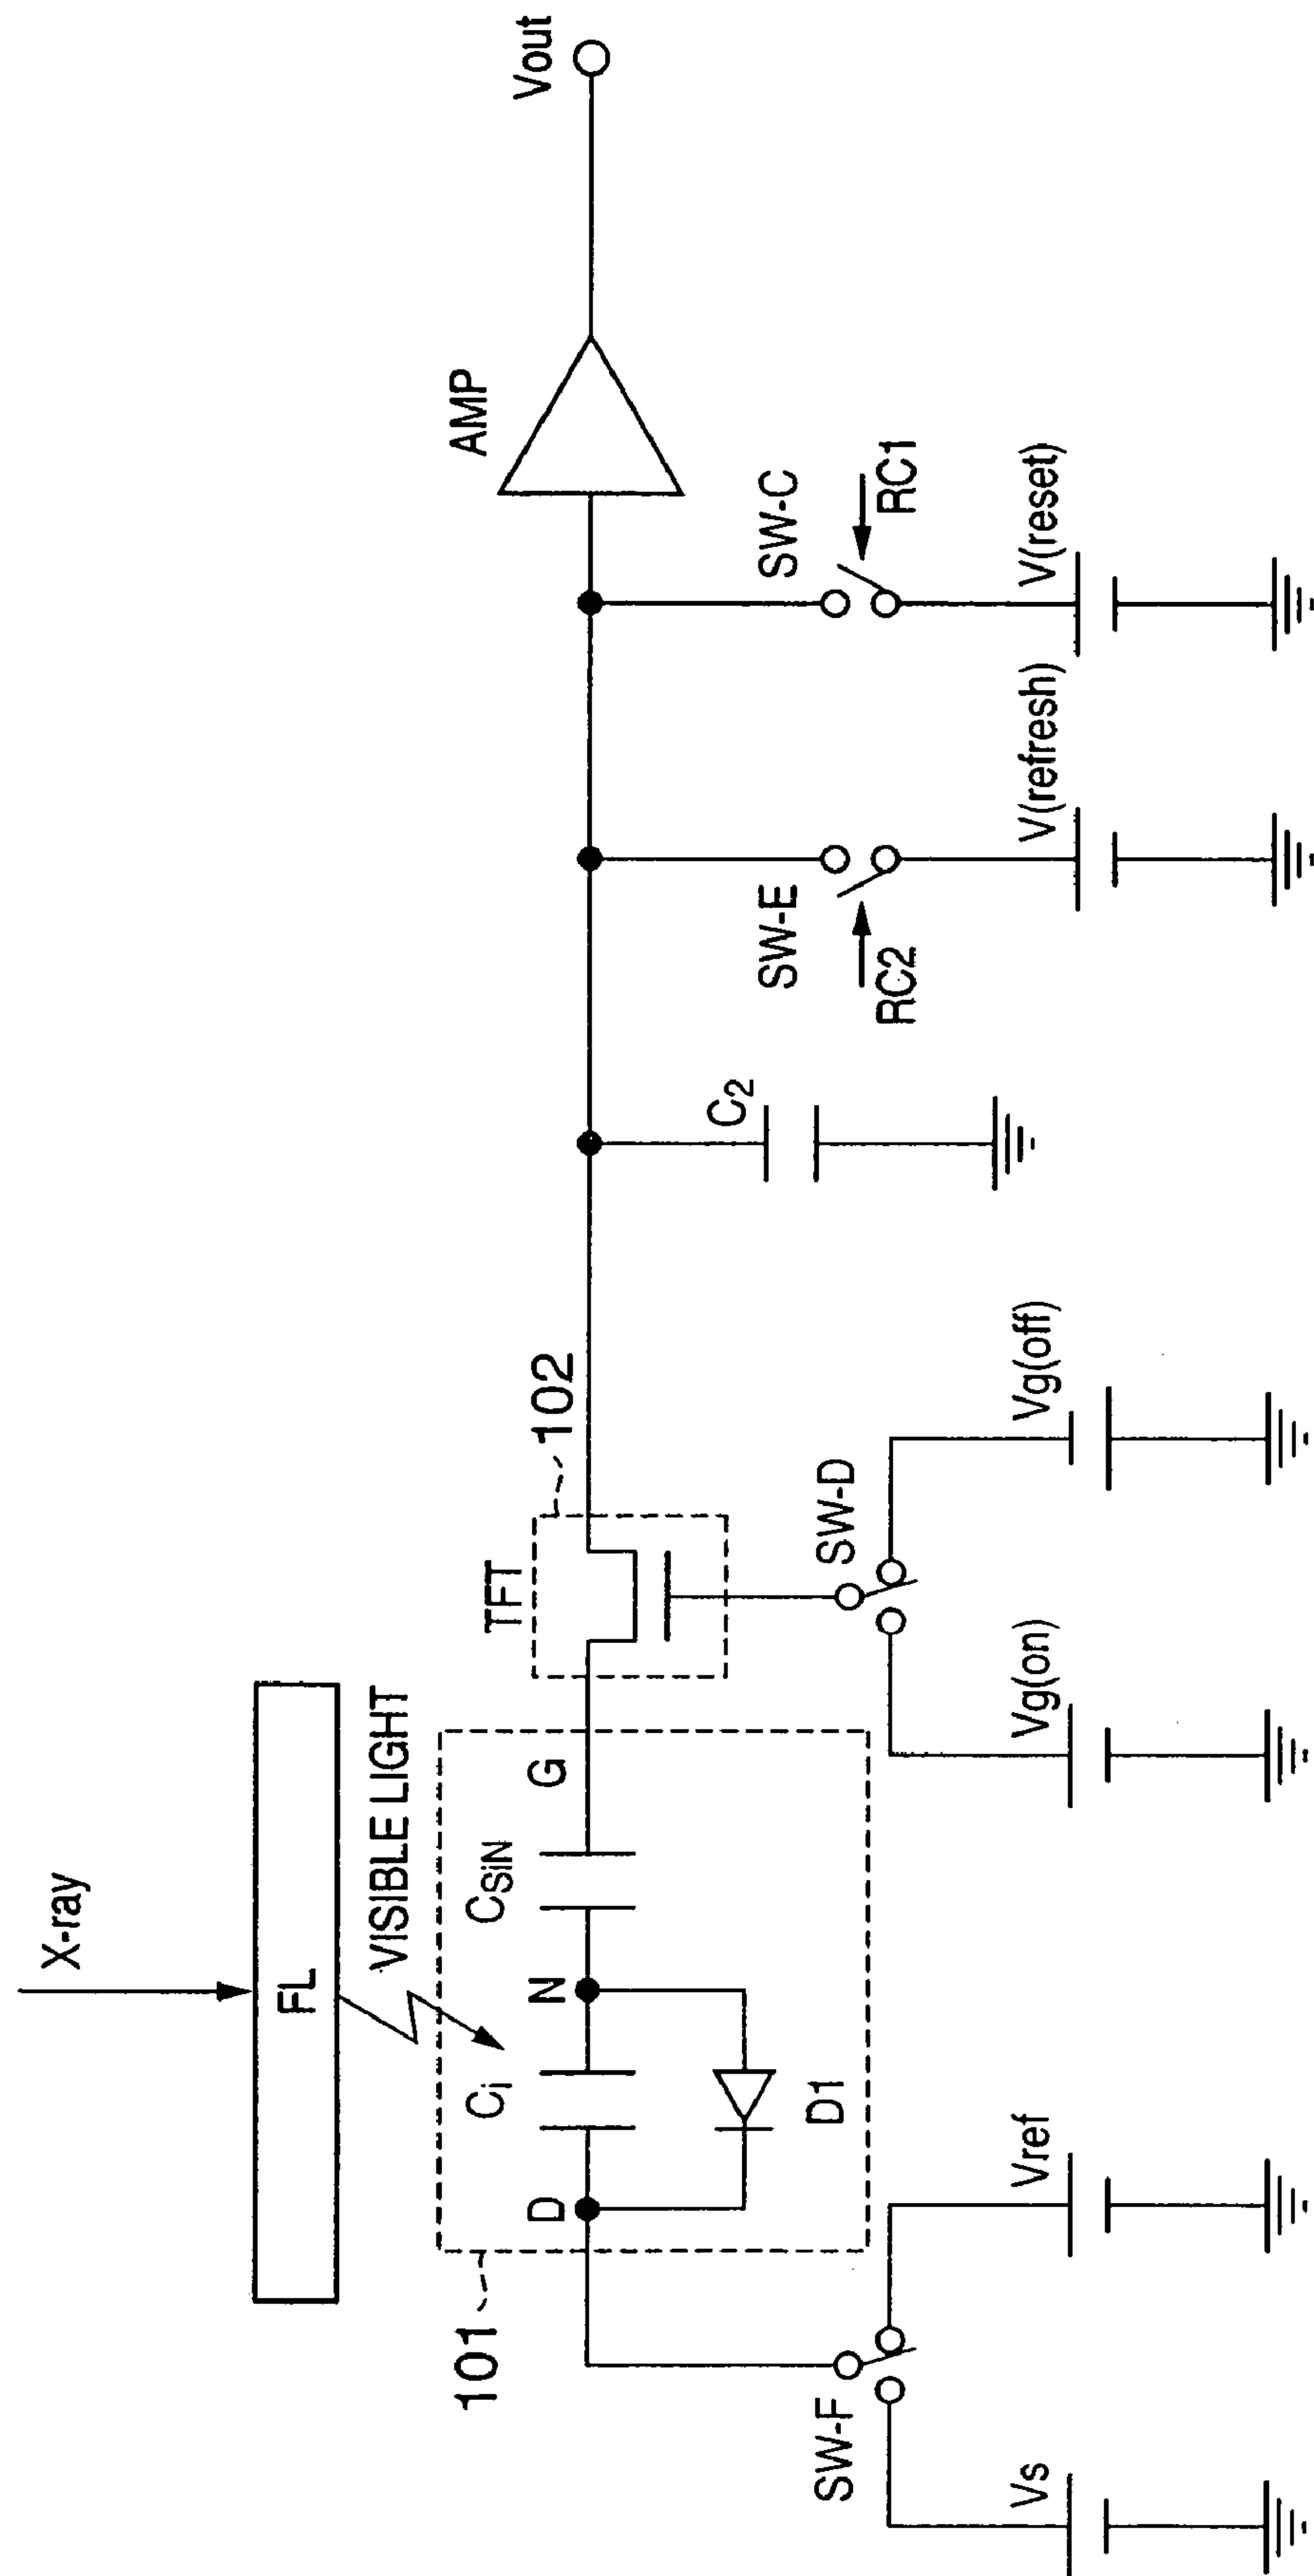 X-ray
FL
VISIBLE LIGHT
101
D
Ci
N
CSiN
G
D1
TFT
102
SW-F
Vs
Vref
SW-D
Vg(on)
Vg(off)
C2
SW-E
RC2
V(refresh)
SW-C
RC1
V(reset)
AMP
Vout